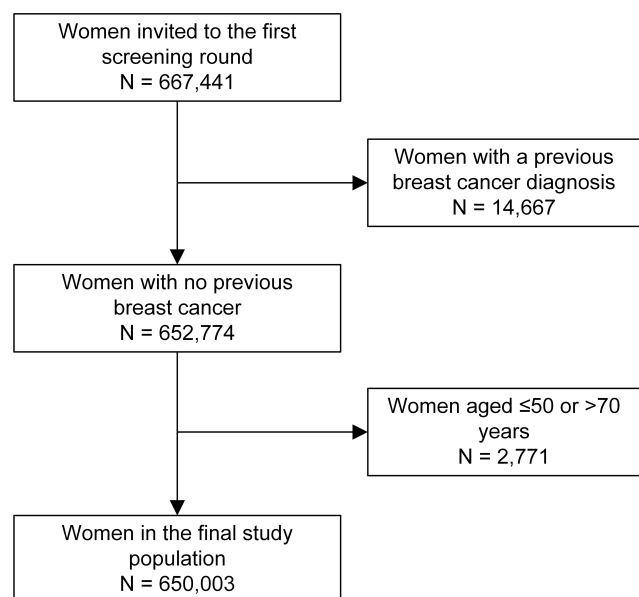 Women invited to the first
screening round
N = 667,441
Women with a previous
breast cancer diagnosis
N = 14,667
Women with no previous
breast cancer
N = 652,774
Women aged ≤50 or >70
years
N = 2,771
Women in the final study
population
N = 650,003